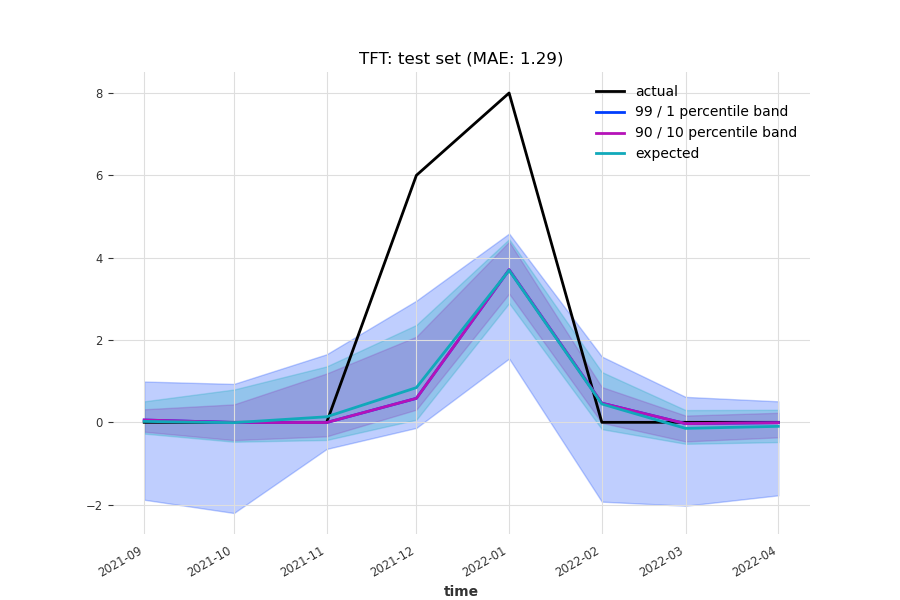 TFT: test set (MAE: 1.29)
actual
99 / 1 percentile band
90 / 10 percentile band
expected
8
6
4
2
0
−2
2021-09
2021-10
2021-11
2021-12
2022-01
2022-02
2022-03
2022-04
time